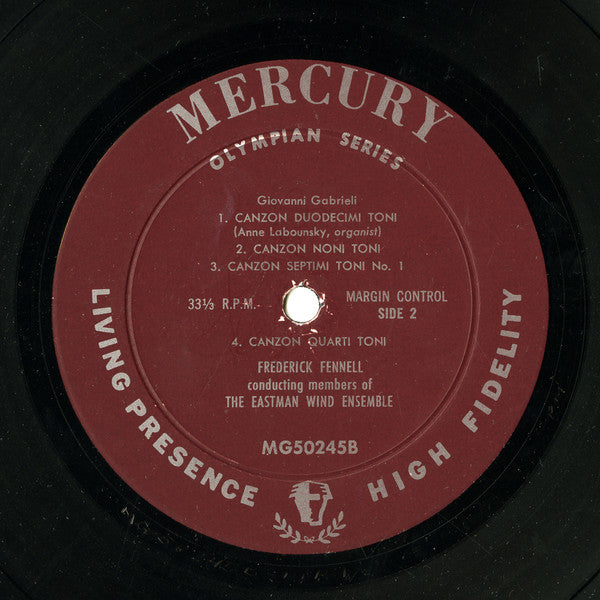 MERCURY
OLYMPIAN SERIES
Giovanni Gabrieli
1. CANZON DUODECIMI TONI
(Anne Labounsky, organist)
2. CANZON NONI TONI
3. CANZON SEPTIMI TONI No. 1
33⅓ R.P.M.
MARGIN CONTROL
SIDE 2
4. CANZON QUARTI TONI
FREDERICK FENNELL
conducting members of
THE EASTMAN WIND ENSEMBLE
MG50245B
LIVING PRESENCE
HIGH FIDELITY